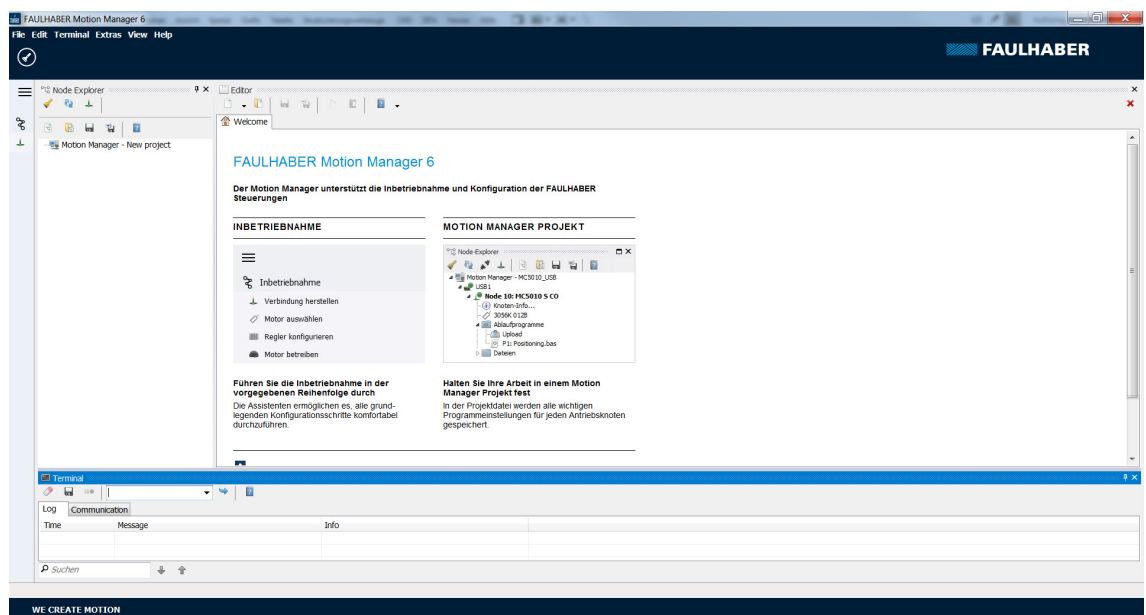 FAULHABER Motion Manager 6
File Edit Terminal Extras View Help
FAULHABER
Node Explorer
Motion Manager - New project
Editor
Welcome
FAULHABER Motion Manager 6
Der Motion Manager unterstützt die Inbetriebnahme und Konfiguration der FAULHABER
Steuerungen
INBETRIEBNAHME
Inbetriebnahme
Verbindung herstellen
Motor auswählen
Regler konfigurieren
Motor betreiben
Führen Sie die Inbetriebnahme in der
vorgegebenen Reihenfolge durch
Die Assistenten ermöglichen es, alle grund-
legenden Konfigurationsschritte komfortabel
durchzuführen.
MOTION MANAGER PROJEKT
Node-Explorer
Motion Manager - MC5010_USB
USB1
Node 10: MC5010 S CO
Knoten-Info...
3056K 012B
Ablaufprogramme
Upload
P1: Positioning.bas
Dateien
Halten Sie Ihre Arbeit in einem Motion
Manager Projekt fest
In der Projektdatei werden alle wichtigen
Programmeinstellungen für jeden Antriebsknoten
gespeichert.
Terminal
Log Communication
Time Message Info
Suchen
WE CREATE MOTION